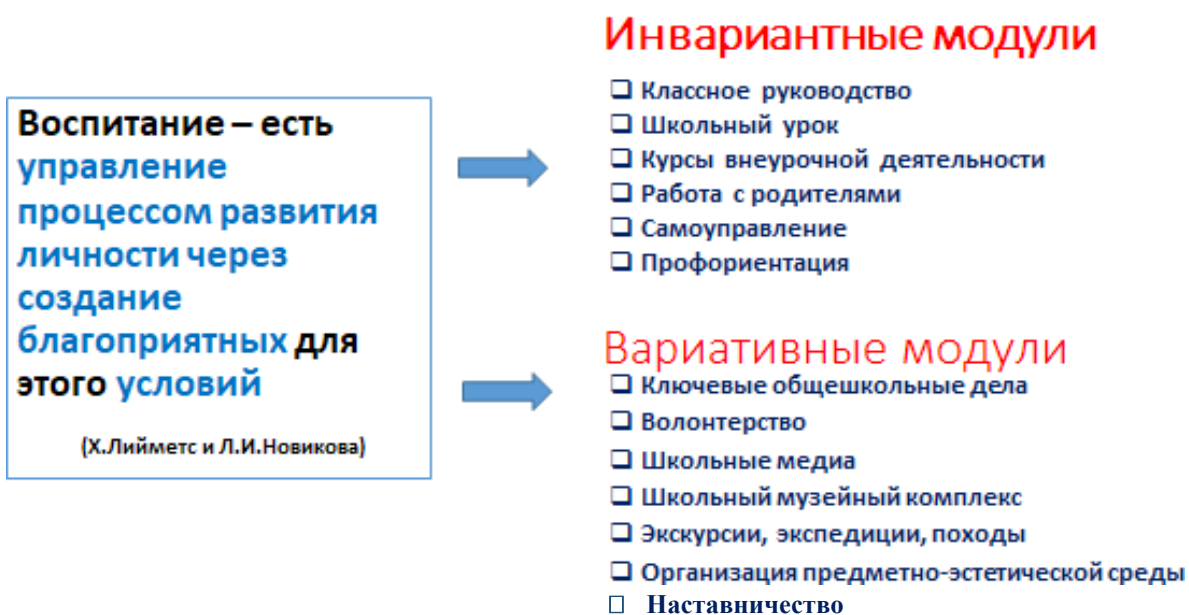 Воспитание – есть
управление
процессом развития
личности через
создание
благоприятных для
этого условий
(Х.Лийметс и Л.И.Новикова)
Инвариантные модули
❑ Классное руководство
❑ Школьный урок
❑ Курсы внеурочной деятельности
❑ Работа с родителями
❑ Самоуправление
❑ Профориентация
Вариативные модули
❑ Ключевые общешкольные дела
❑ Волонтерство
❑ Школьные медиа
❑ Школьный музейный комплекс
❑ Экскурсии, экспедиции, походы
❑ Организация предметно-эстетической среды
□ Наставничество